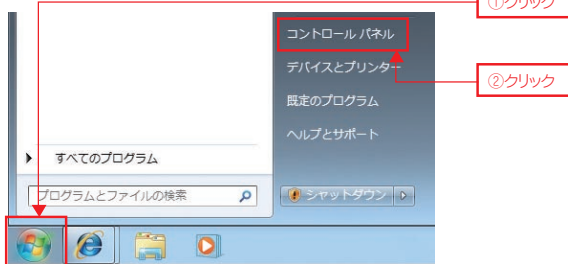 ①クリック
コントロール パネル
デバイスとプリンター
②クリック
既定のプログラム
ヘルプとサポート
すべてのプログラム
プログラムとファイルの検索
シャットダウン